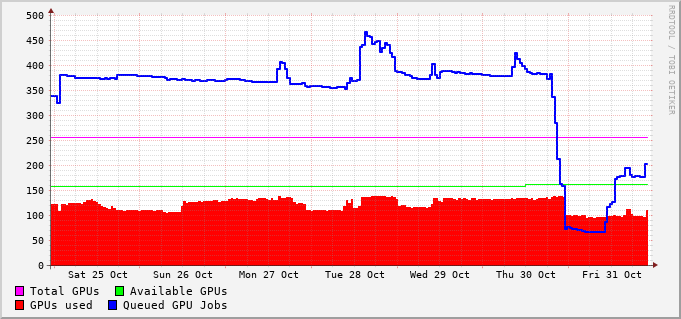 500
450
400
350
300
250
200
150
100
50
0
Sat 25 Oct Sun 26 Oct Mon 27 Oct Tue 28 Oct Wed 29 Oct Thu 30 Oct Fri 31 Oct
Total GPUs Available GPUs
GPUs used Queued GPU Jobs
RRDTOOL / TOBI OETIKER